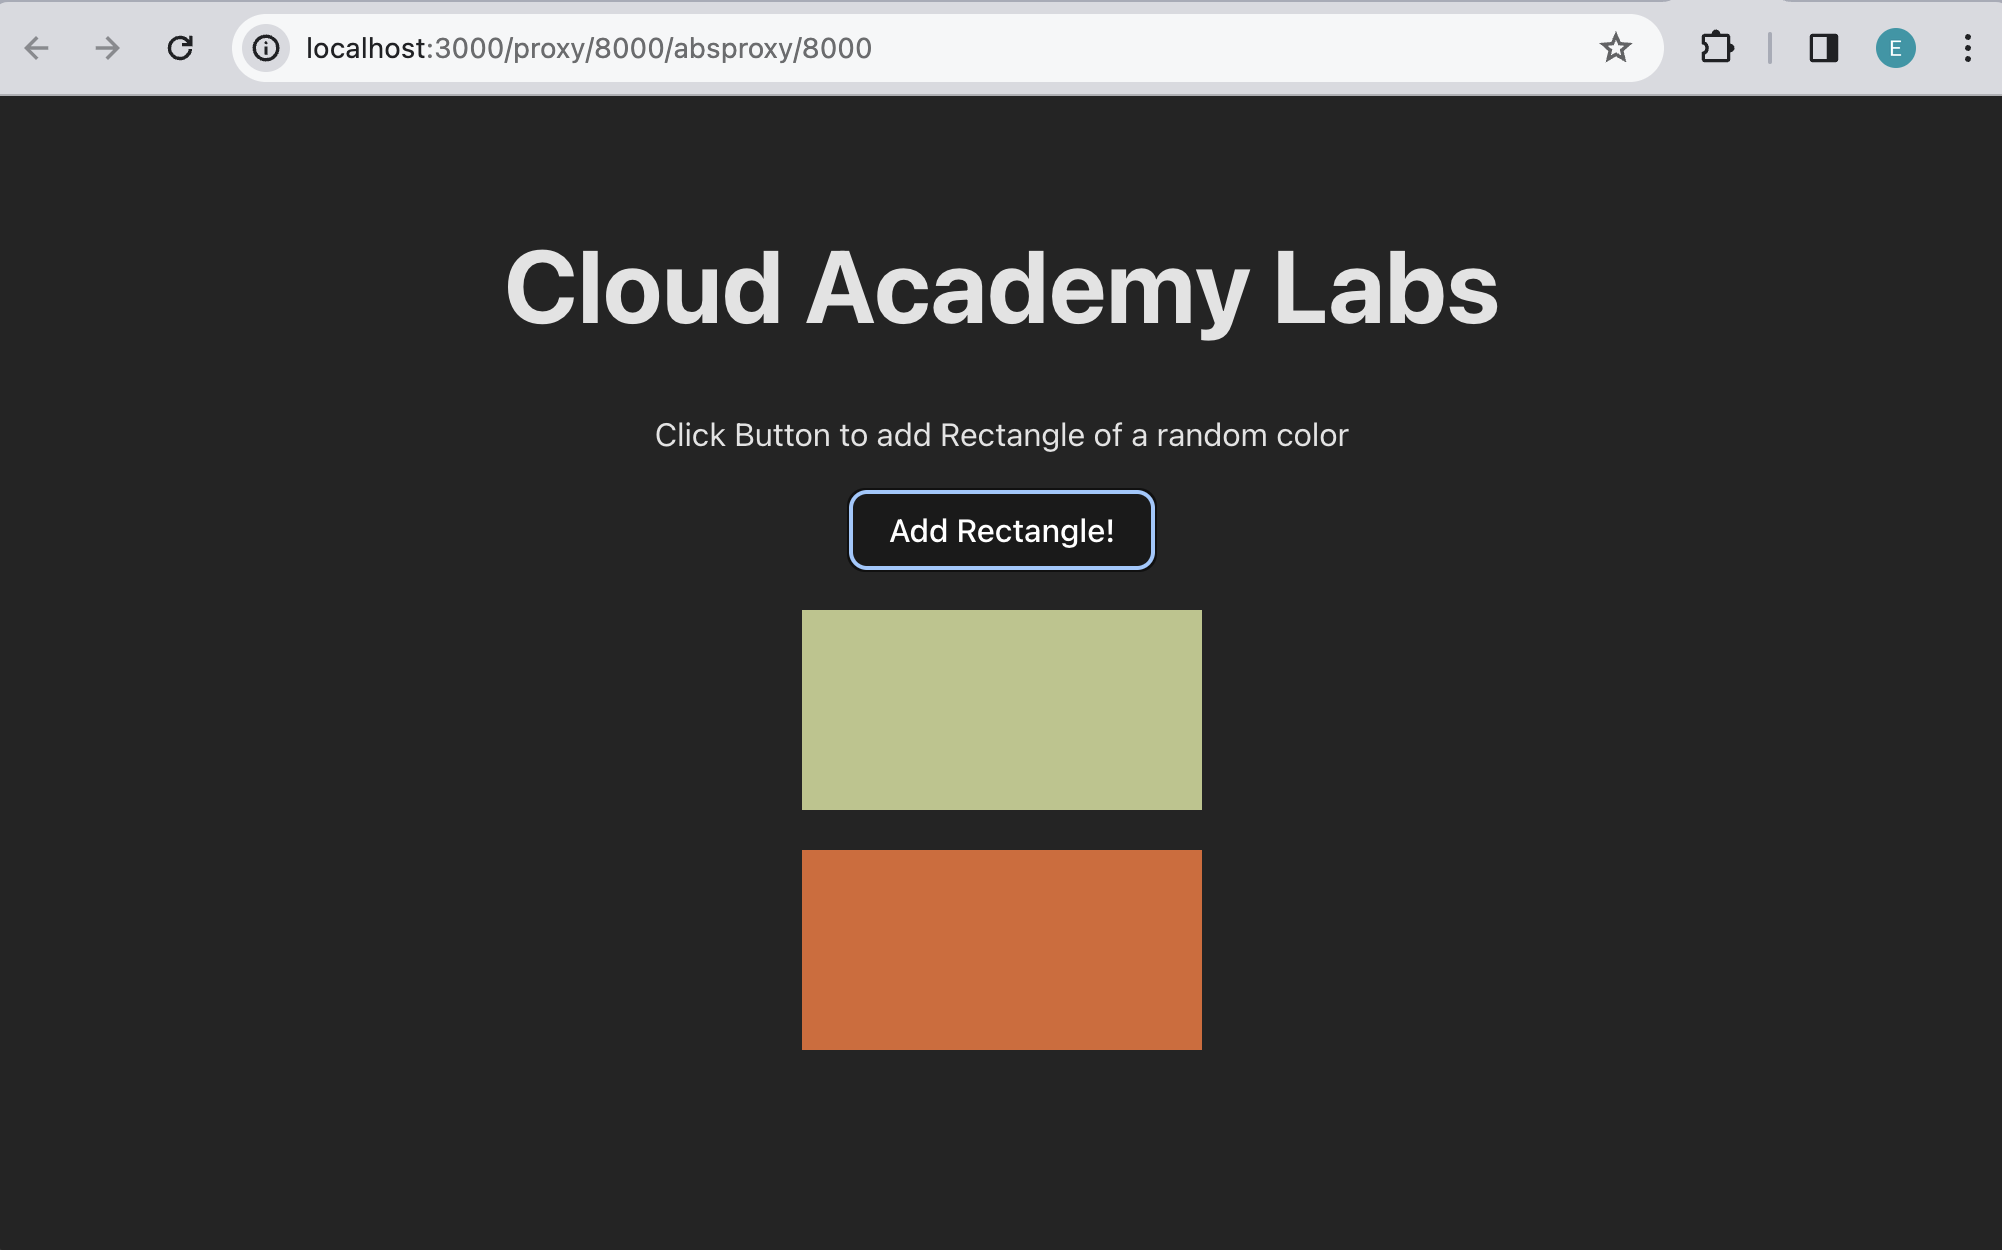 localhost:3000/proxy/8000/absproxy/8000
E
Cloud Academy Labs
Click Button to add Rectangle of a random color
Add Rectangle!